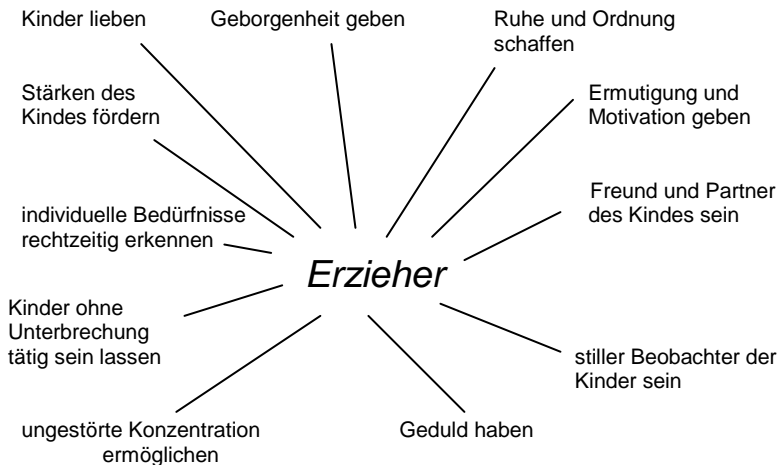 Kinder lieben
Geborgenheit geben
Ruhe und Ordnung
schaffen
Stärken des
Kindes fördern
Ermutigung und
Motivation geben
individuelle Bedürfnisse
rechtzeitig erkennen
Freund und Partner
des Kindes sein
Erzieher
Kinder ohne
Unterbrechung
tätig sein lassen
stiller Beobachter der
Kinder sein
ungestörte Konzentration
ermöglichen
Geduld haben